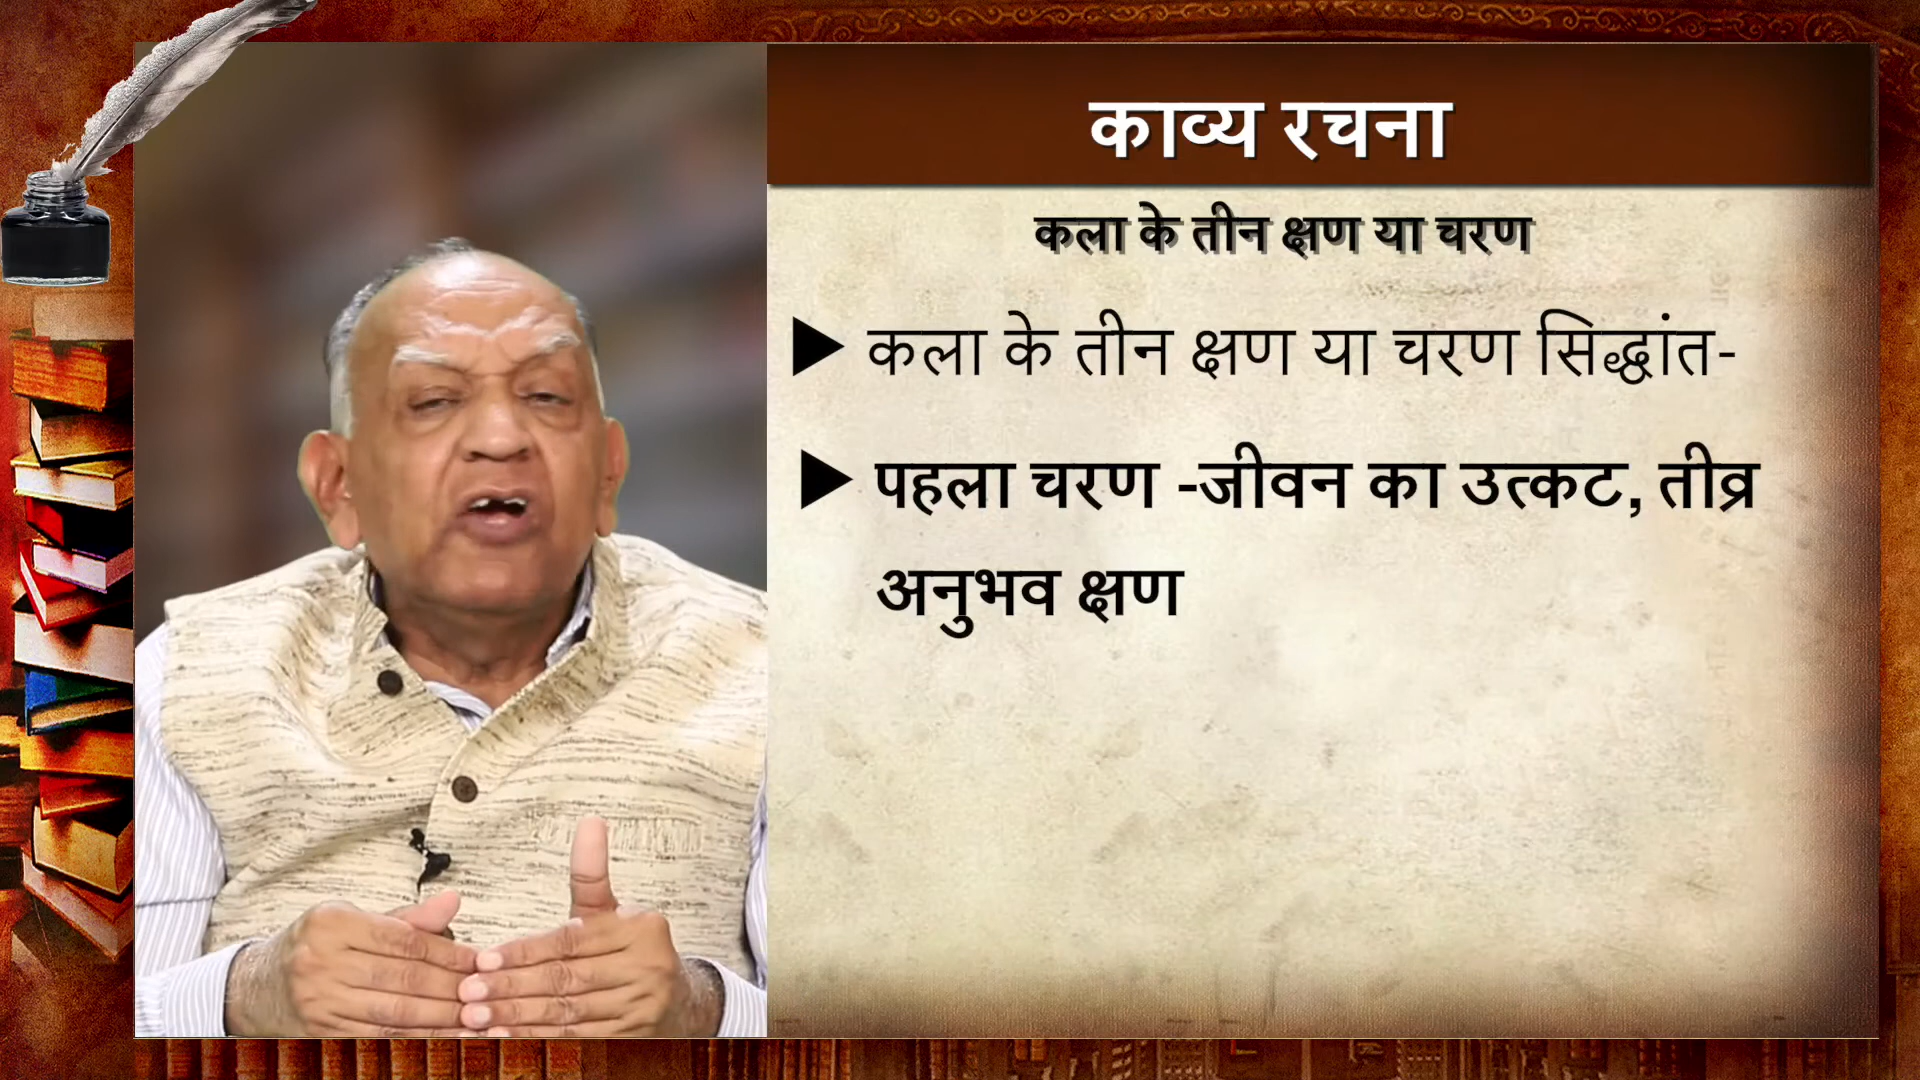 काव्य रचना
कला के तीन क्षण या चरण
कला के तीन क्षण या चरण सिद्धांत-
पहला चरण -जीवन का उत्कट, तीव्र
अनुभव क्षण